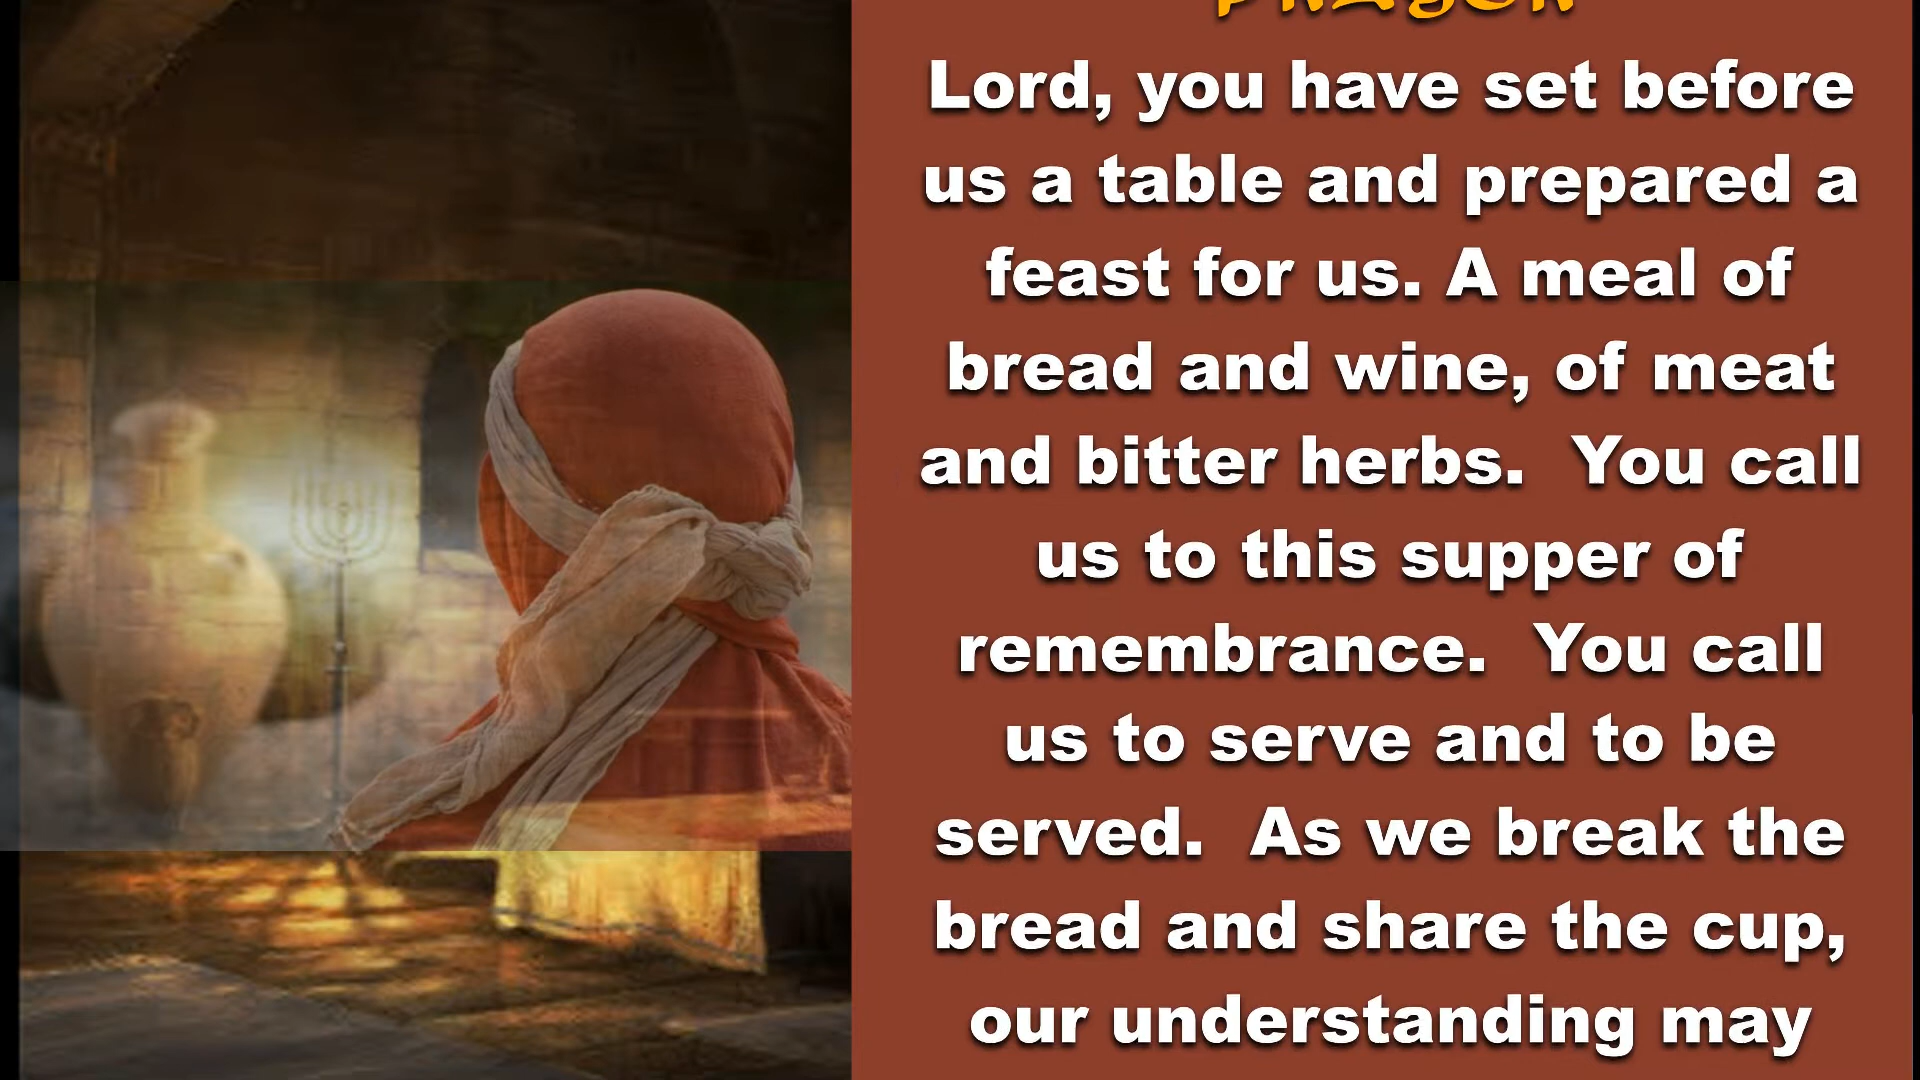 Lord, you have set before
us a table and prepared a
feast for us. A meal of
bread and wine, of meat
and bitter herbs.  You call
us to this supper of
remembrance.  You call
us to serve and to be
served.  As we break the
bread and share the cup,
our understanding may